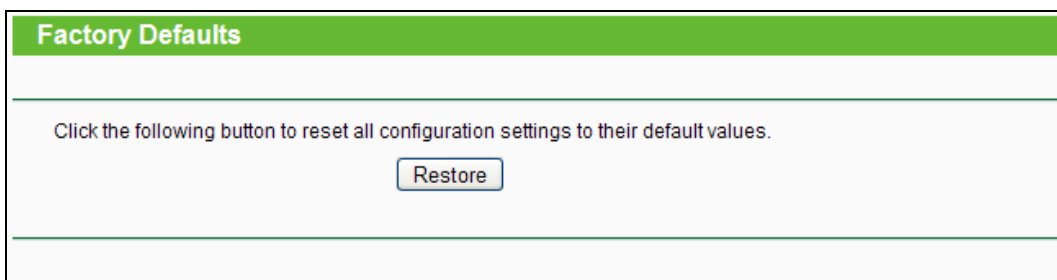 Factory Defaults
Click the following button to reset all configuration settings to their default values.
Restore